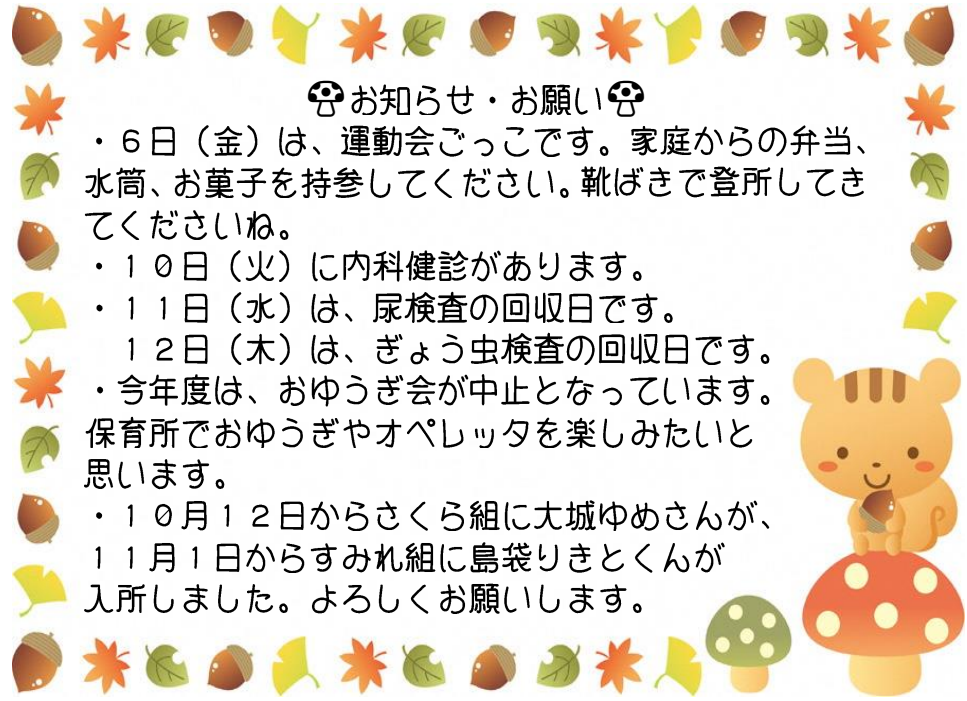 お知らせ・お願い
・６日（金）は、運動会ごっこです。家庭からの弁当、
水筒、お菓子を持参してください。靴ばきで登所してき
てくださいね。
・１０日（火）に内科健診があります。
・１１日（水）は、尿検査の回収日です。
　１２日（木）は、ぎょう虫検査の回収日です。
・今年度は、おゆうぎ会が中止となっています。
保育所でおゆうぎやオペレッタを楽しみたいと
思います。
・１０月１２日からさくら組に大城ゆめさんが、
１１月１日からすみれ組に島袋りきとくんが
入所しました。よろしくお願いします。